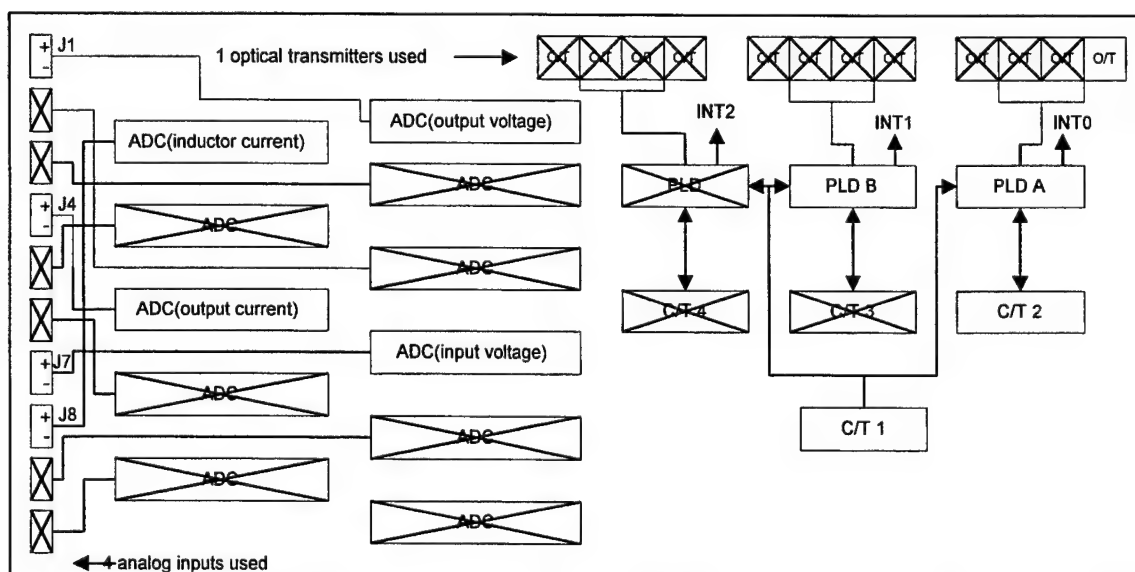 J1
+
-
1 optical transmitters used
O/T O/T O/T O/T
O/T O/T O/T O/T
O/T O/T O/T O/T
ADC(output voltage)
INT2
INT1
INT0
ADC(inductor current)
ADC
PLD
PLD B
PLD A
J4
+
-
ADC
ADC
ADC(output current)
C/T 4
C/T 3
C/T 2
ADC(input voltage)
J7
+
-
ADC
J8
+
-
C/T 1
ADC
ADC
ADC
4 analog inputs used